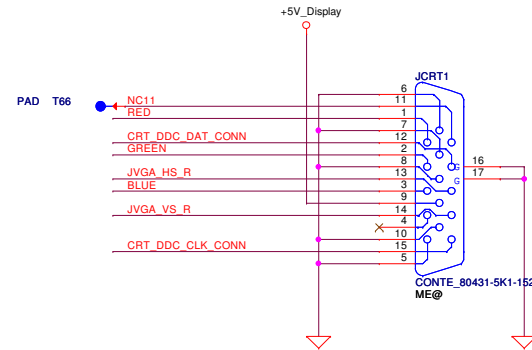 +5V_Display
JCRT1
6
PAD T66
NC11
11
RED
1
7
CRT_DDC_DAT_CONN
12
GREEN
2
8
G
16
JVGA_HS_R
13
G
17
BLUE
3
9
JVGA_VS_R
14
4
10
CRT_DDC_CLK_CONN
15
5
CONTE_80431-5K1-152
ME@